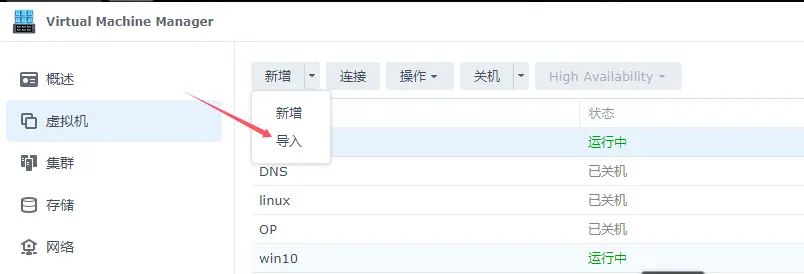 Virtual Machine Manager
概述
虚拟机
集群
存储
网络
新增 连接 操作 关机 High Availability
新增
导入
状态
运行中
DNS 已关机
linux 已关机
OP 已关机
win10 运行中